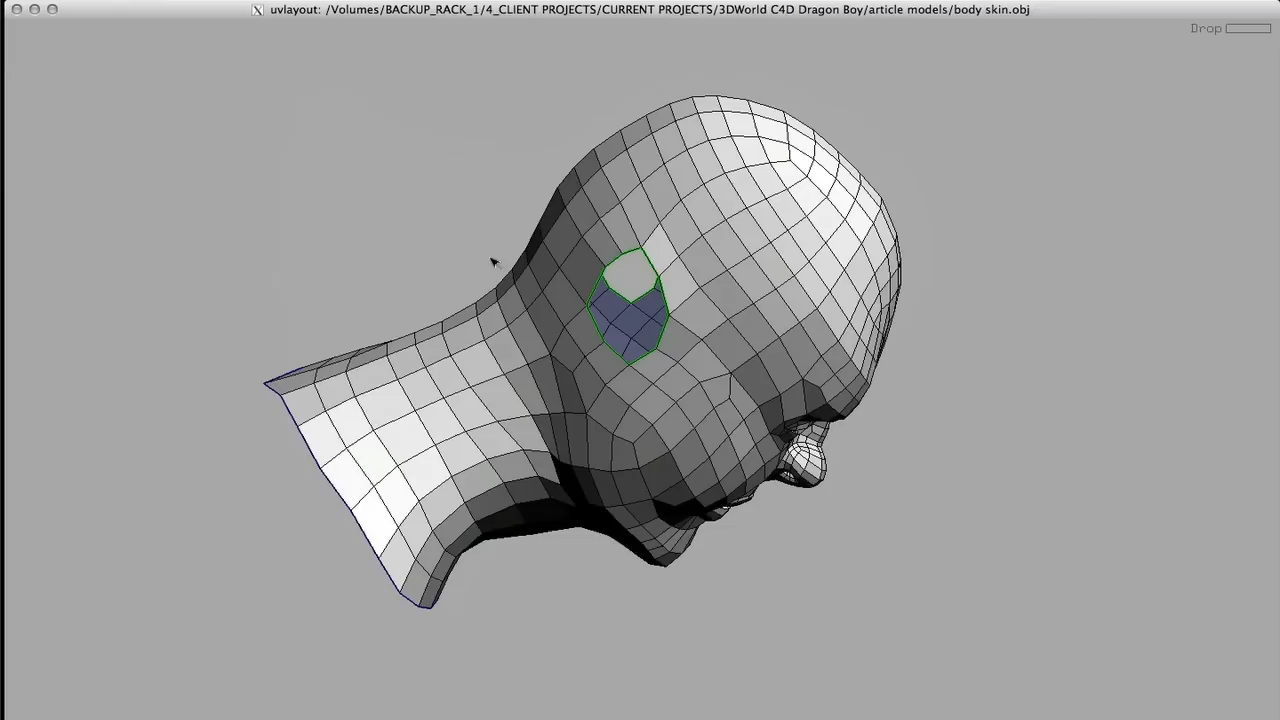 uvlayout: /Volumes/BACKUP_RACK_1/4_CLIENT PROJECTS/CURRENT PROJECTS/3DWorld C4D Dragon Boy/article models/body skin.obj
Drop